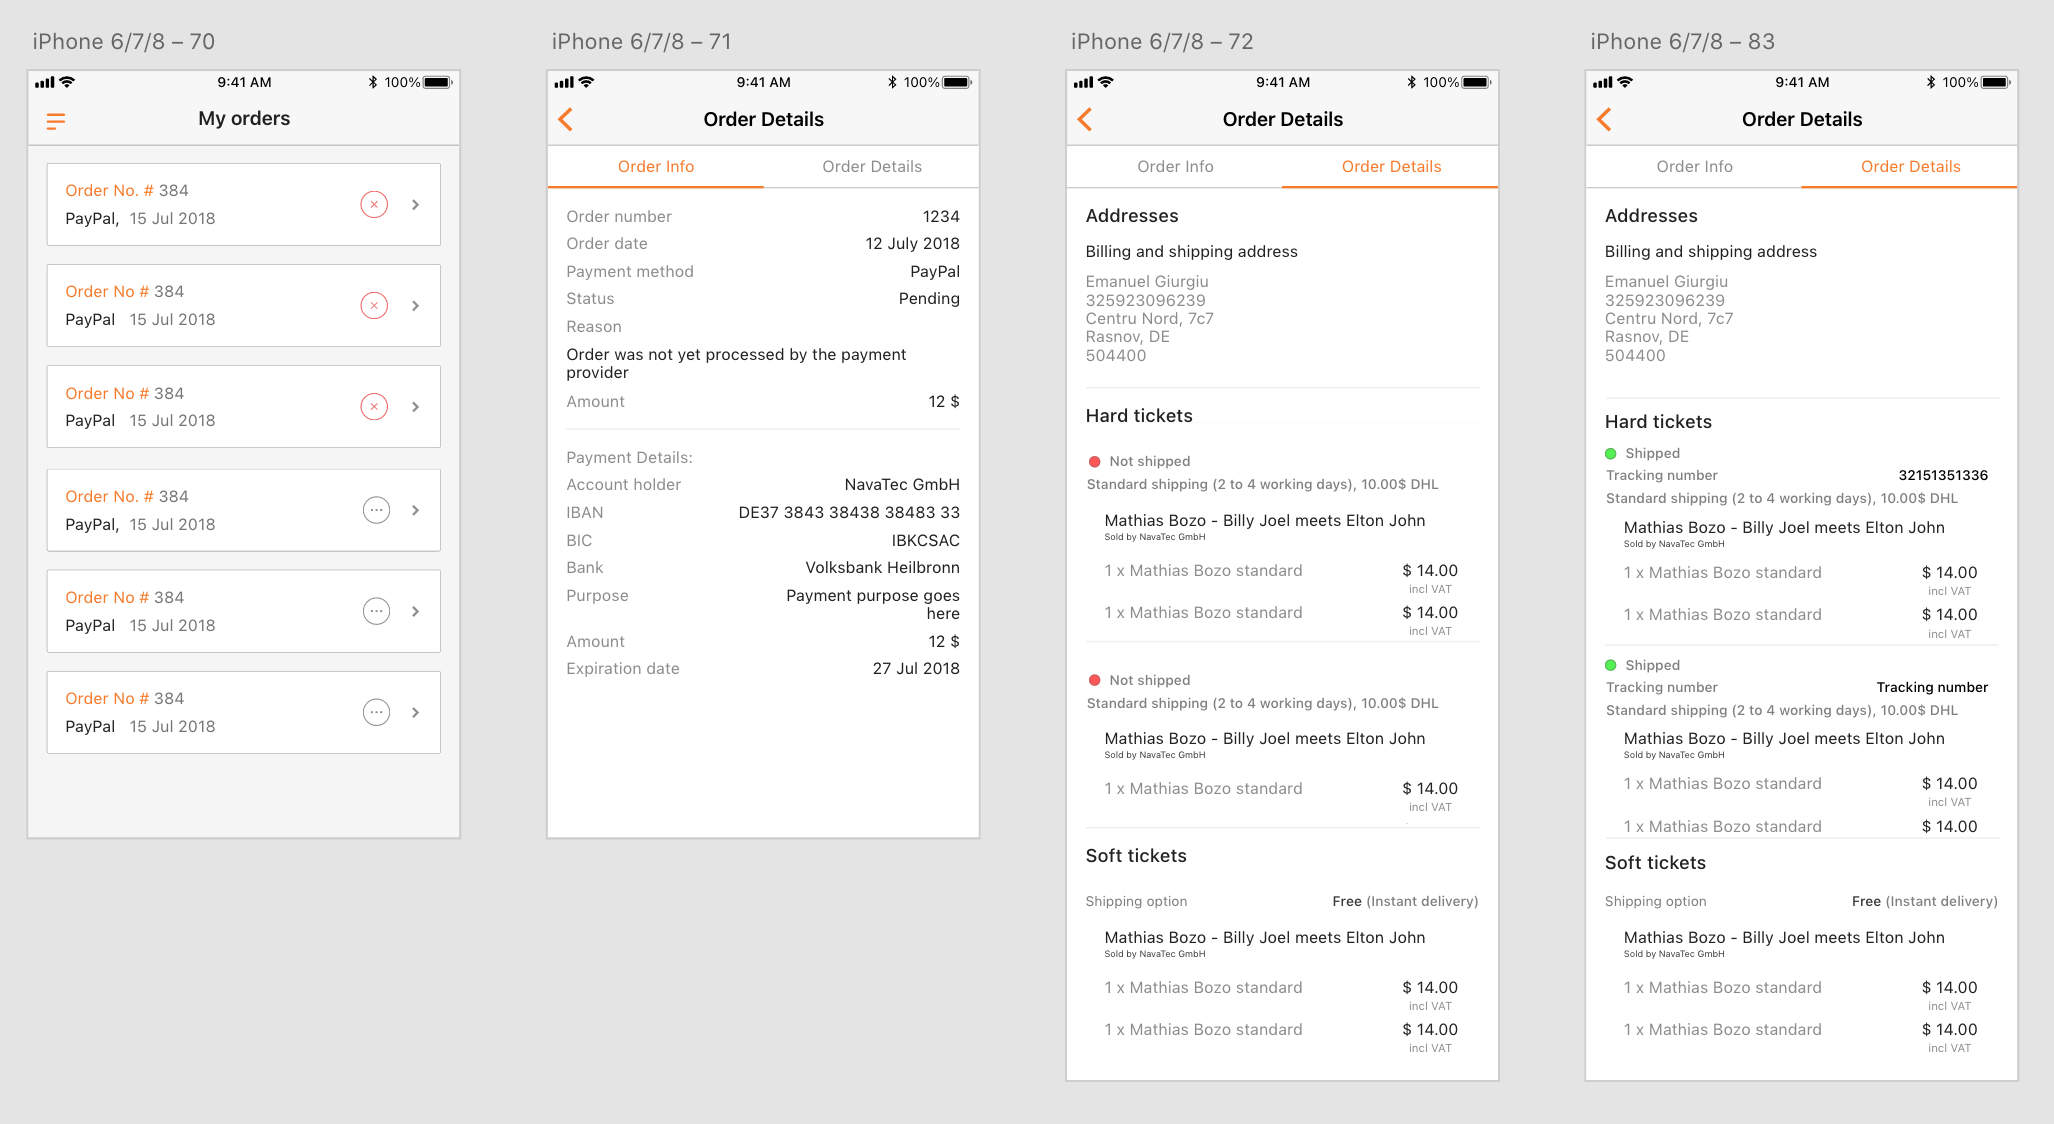 iPhone 6/7/8 – 70
9:41 AM
100%
My orders
Order No. # 384
PayPal, 15 Jul 2018
Order No # 384
PayPal 15 Jul 2018
Order No # 384
PayPal 15 Jul 2018
Order No. # 384
PayPal, 15 Jul 2018
Order No # 384
PayPal 15 Jul 2018
Order No # 384
PayPal 15 Jul 2018
iPhone 6/7/8 – 71
9:41 AM
100%
Order Details
Order Info Order Details
Order number 1234
Order date 12 July 2018
Payment method PayPal
Status Pending
Reason
Order was not yet processed by the payment
provider
Amount 12 $
Payment Details:
Account holder NavaTec GmbH
IBAN DE37 3843 38438 38483 33
BIC IBKCSAC
Bank Volksbank Heilbronn
Purpose Payment purpose goes
here
Amount 12 $
Expiration date 27 Jul 2018
iPhone 6/7/8 – 72
9:41 AM
100%
Order Details
Order Info Order Details
Addresses
Billing and shipping address
Emanuel Giurgiu
325923096239
Centru Nord, 7c7
Rasnov, DE
504400
Hard tickets
Not shipped
Standard shipping (2 to 4 working days), 10.00$ DHL
Mathias Bozo - Billy Joel meets Elton John
Sold by NavaTec GmbH
1 x Mathias Bozo standard $ 14.00
incl VAT
1 x Mathias Bozo standard $ 14.00
incl VAT
Not shipped
Standard shipping (2 to 4 working days), 10.00$ DHL
Mathias Bozo - Billy Joel meets Elton John
Sold by NavaTec GmbH
1 x Mathias Bozo standard $ 14.00
incl VAT
Soft tickets
Shipping option Free (Instant delivery)
Mathias Bozo - Billy Joel meets Elton John
Sold by NavaTec GmbH
1 x Mathias Bozo standard $ 14.00
incl VAT
1 x Mathias Bozo standard $ 14.00
incl VAT
iPhone 6/7/8 – 83
9:41 AM
100%
Order Details
Order Info Order Details
Addresses
Billing and shipping address
Emanuel Giurgiu
325923096239
Centru Nord, 7c7
Rasnov, DE
504400
Hard tickets
Shipped
Tracking number 32151351336
Standard shipping (2 to 4 working days), 10.00$ DHL
Mathias Bozo - Billy Joel meets Elton John
Sold by NavaTec GmbH
1 x Mathias Bozo standard $ 14.00
incl VAT
1 x Mathias Bozo standard $ 14.00
incl VAT
Shipped
Tracking number Tracking number
Standard shipping (2 to 4 working days), 10.00$ DHL
Mathias Bozo - Billy Joel meets Elton John
Sold by NavaTec GmbH
1 x Mathias Bozo standard $ 14.00
incl VAT
1 x Mathias Bozo standard $ 14.00
Soft tickets
Shipping option Free (Instant delivery)
Mathias Bozo - Billy Joel meets Elton John
Sold by NavaTec GmbH
1 x Mathias Bozo standard $ 14.00
incl VAT
1 x Mathias Bozo standard $ 14.00
incl VAT